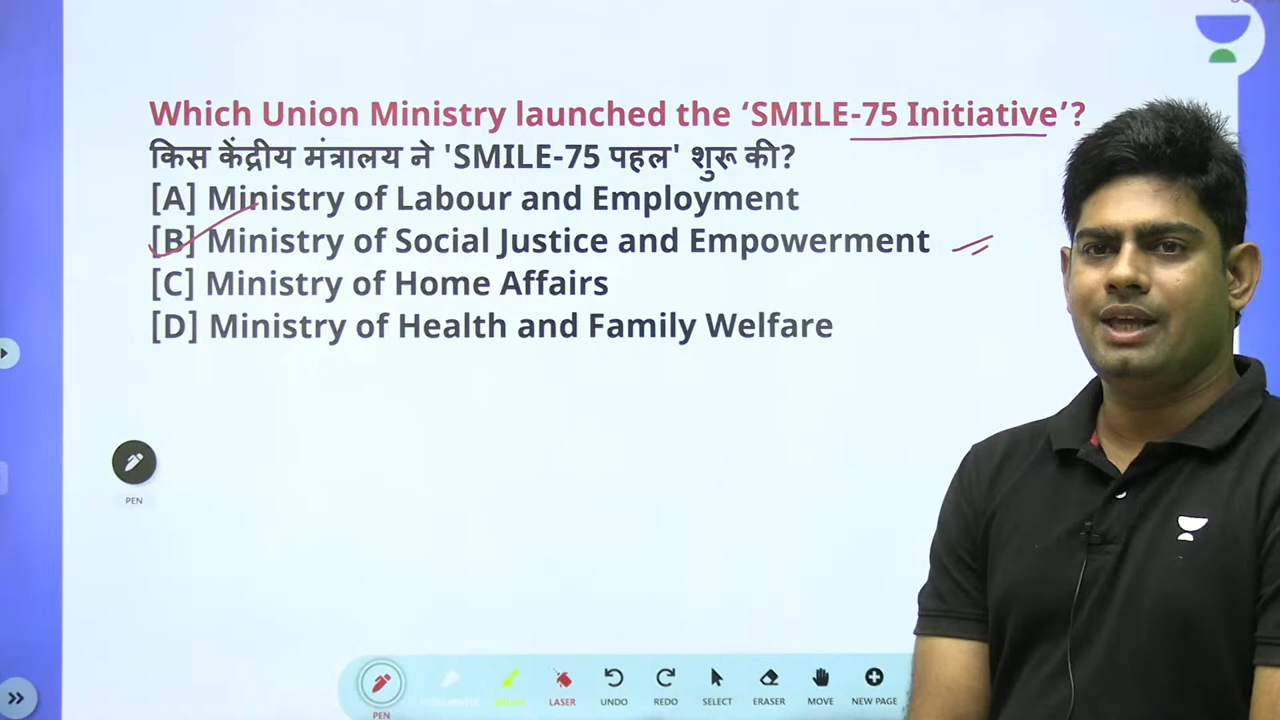 Which Union Ministry launched the ‘SMILE-75 Initiative’?
किस केंद्रीय मंत्रालय ने 'SMILE-75 पहल' शुरू की?
[A] Ministry of Labour and Employment
[B] Ministry of Social Justice and Empowerment
[C] Ministry of Home Affairs
[D] Ministry of Health and Family Welfare
PEN
PEN
LASER
UNDO
REDO
SELECT
ERASER
MOVE
NEW PAGE